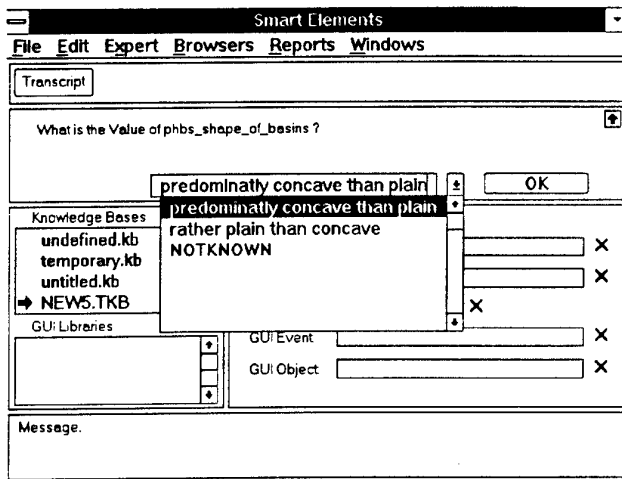 Smart Elements
File Edit Expert Browsers Reports Windows
Transcript
What is the Value of phbs_shape_of_basins ?
predominatly concave than plain
OK
predominatly concave than plain
rather plain than concave
NOTKNOWN
Knowledge Bases
undefined.kb
temporary.kb
untitled.kb
NEW5.TKB
GUI Libraries
GUI Event
GUI Object
Message.